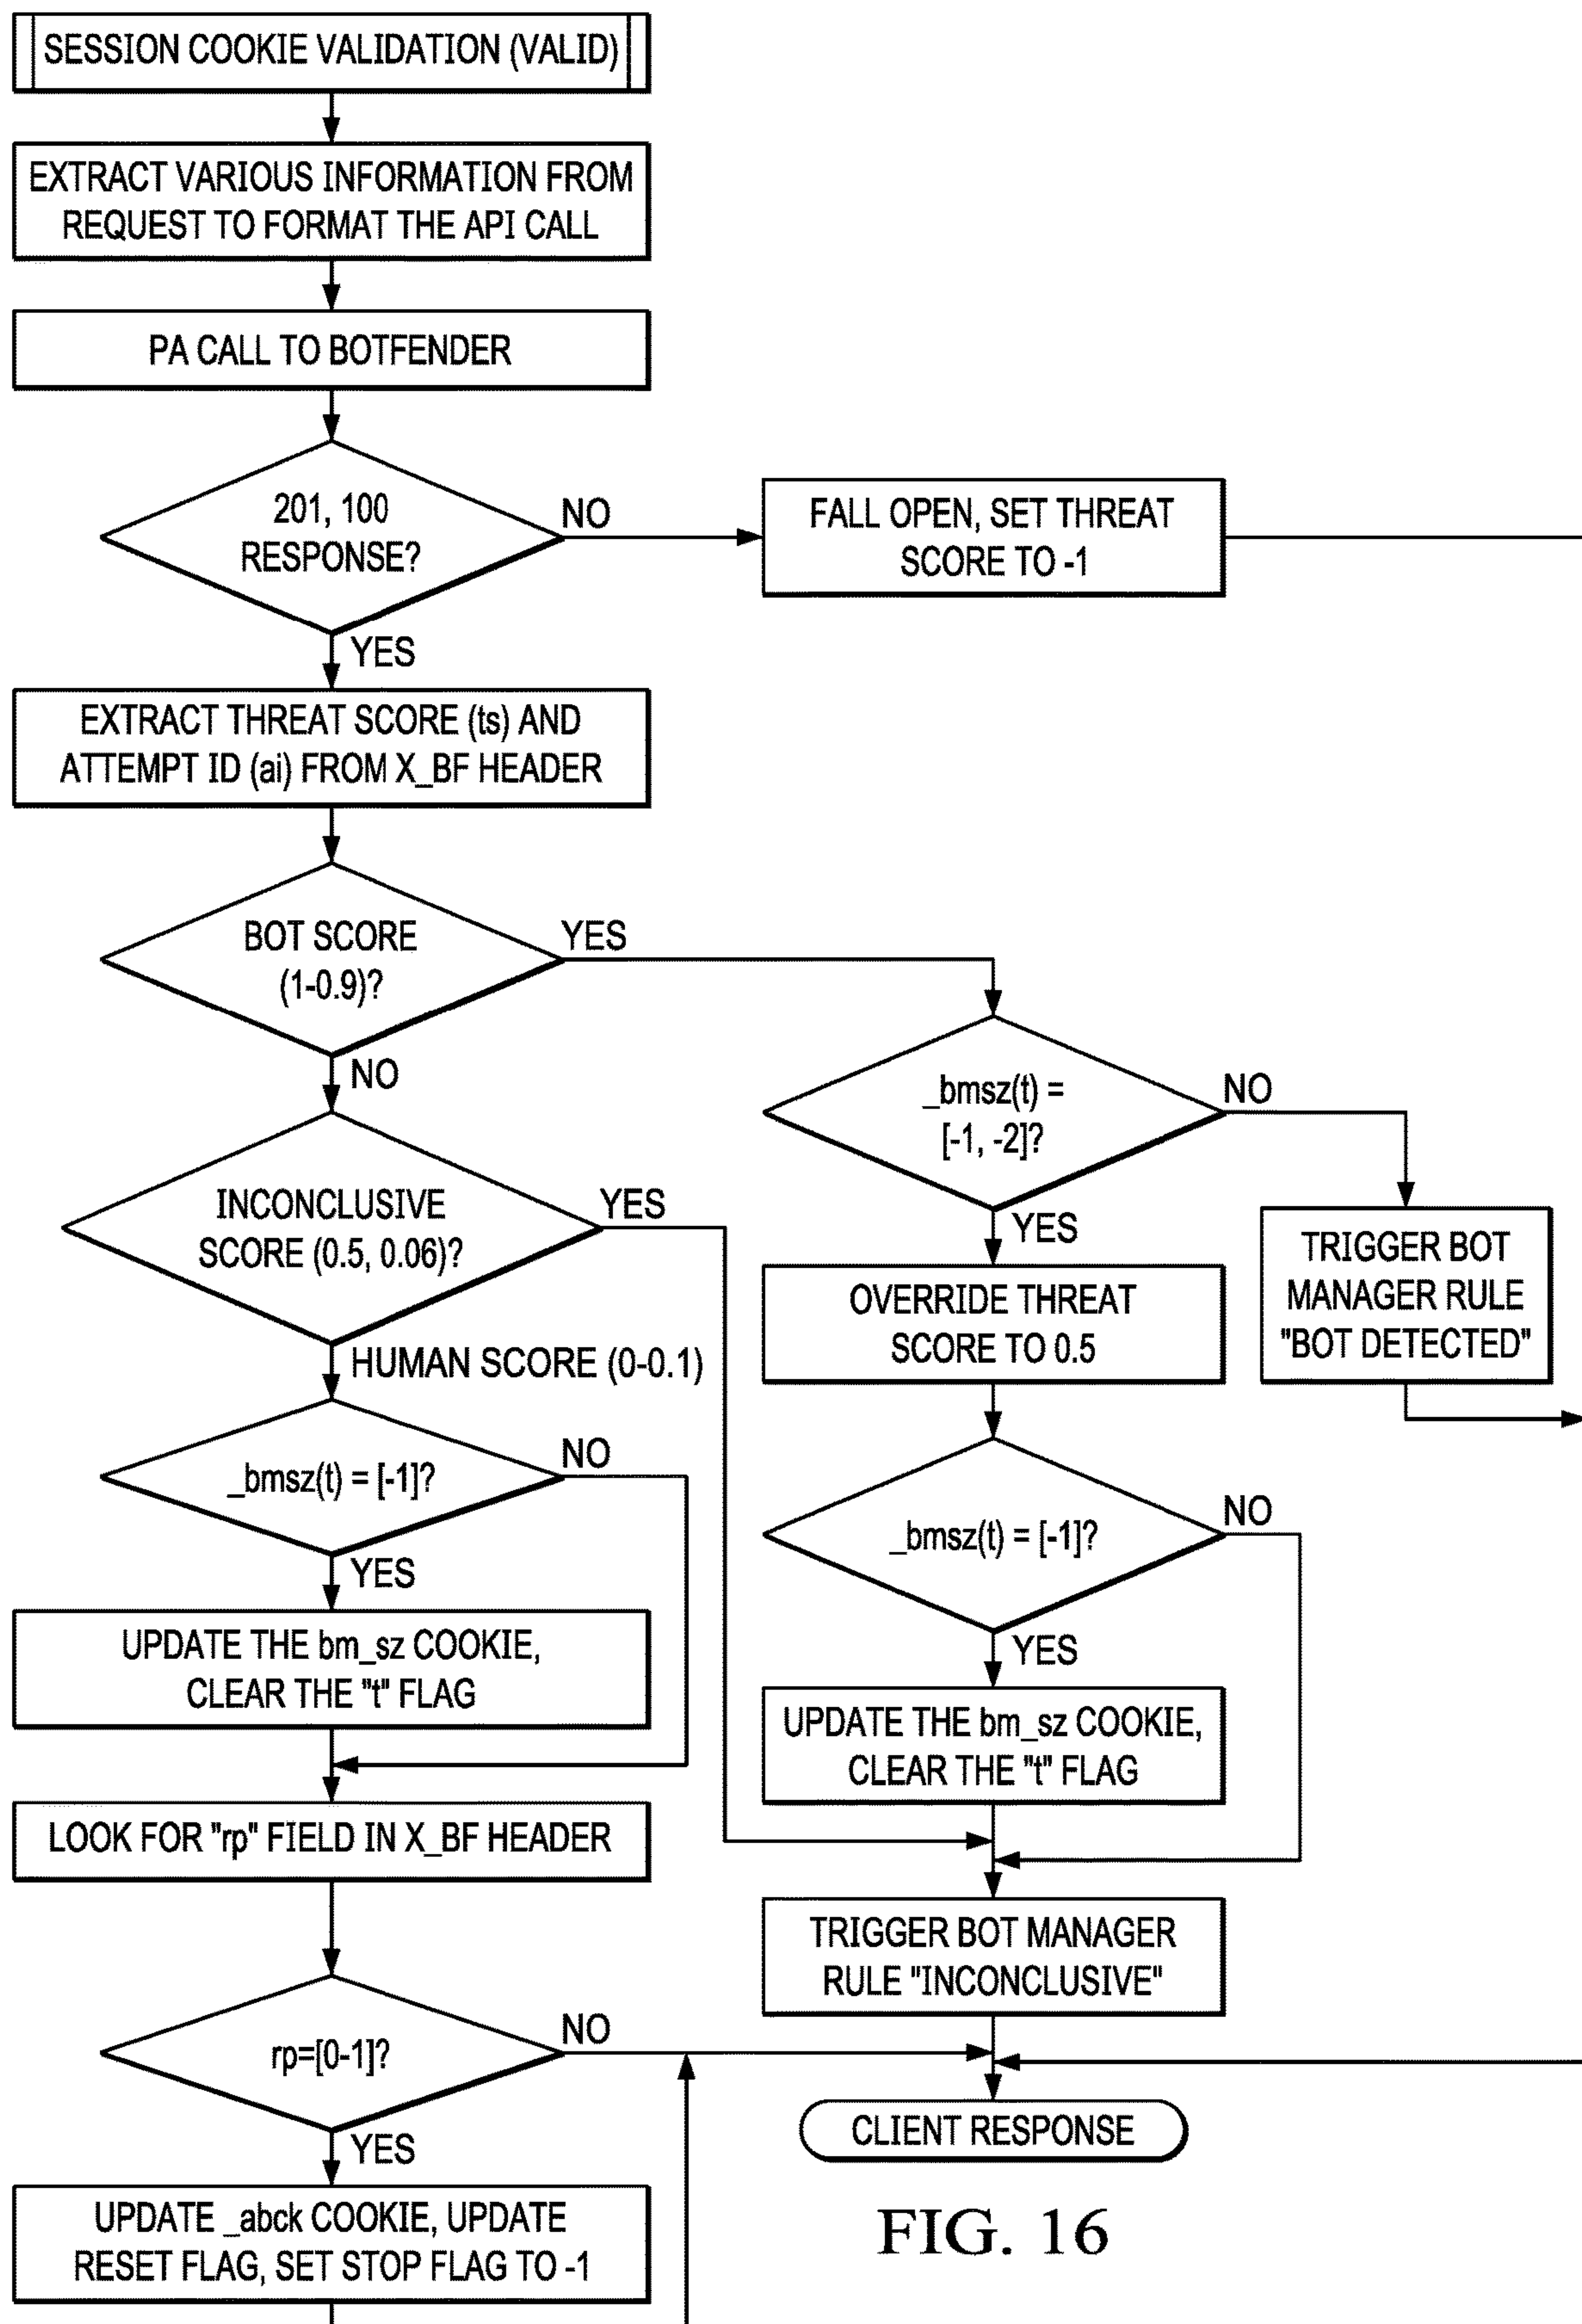 SESSION COOKIE VALIDATION (VALID)
EXTRACT VARIOUS INFORMATION FROM
REQUEST TO FORMAT THE API CALL
PA CALL TO BOTFENDER
201, 100
RESPONSE?
NO
FALL OPEN, SET THREAT
SCORE TO -1
YES
EXTRACT THREAT SCORE (ts) AND
ATTEMPT ID (ai) FROM X_BF HEADER
BOT SCORE
(1-0.9)?
YES
NO
_bmsz(t) =
[-1, -2]?
NO
YES
INCONCLUSIVE
SCORE (0.5, 0.06)?
YES
TRIGGER BOT
MANAGER RULE
"BOT DETECTED"
OVERRIDE THREAT
SCORE TO 0.5
HUMAN SCORE (0-0.1)
_bmsz(t) = [-1]?
NO
YES
_bmsz(t) = [-1]?
NO
YES
UPDATE THE bm_sz COOKIE,
CLEAR THE "t" FLAG
UPDATE THE bm_sz COOKIE,
CLEAR THE "t" FLAG
LOOK FOR "rp" FIELD IN X_BF HEADER
TRIGGER BOT MANAGER
RULE "INCONCLUSIVE"
rp=[0-1]?
NO
YES
CLIENT RESPONSE
UPDATE _abck COOKIE, UPDATE
RESET FLAG, SET STOP FLAG TO -1
FIG. 16